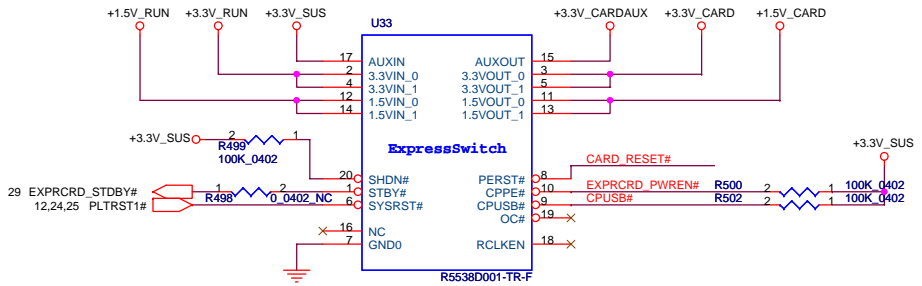 U33
+1.5V_RUN +3.3V_RUN +3.3V_SUS +3.3V_CARDAUX +3.3V_CARD +1.5V_CARD
17 AUXIN AUXOUT 15
2 3.3VIN_0 3.3VOUT_0 3
4 3.3VIN_1 3.3VOUT_1 5
12 1.5VIN_0 1.5VOUT_0 11
14 1.5VIN_1 1.5VOUT_1 13
+3.3V_SUS 2 1 +3.3V_SUS
R499 ExpressSwitch
100K_0402 CARD_RESET#
20 SHDN# PERST# 8
29 EXPRCRD_STDBY# 1 2 1 STBY# CPPE# 10 EXPRCRD_PWREN# R500 2 1 100K_0402
12,24,25 PLTRST1# R498 0_0402_NC 6 SYSRST# CPUSB# 9 CPUSB# R502 2 1 100K_0402
OC# 19
16 NC
7 GND0 RCLKEN 18
R5538D001-TR-F